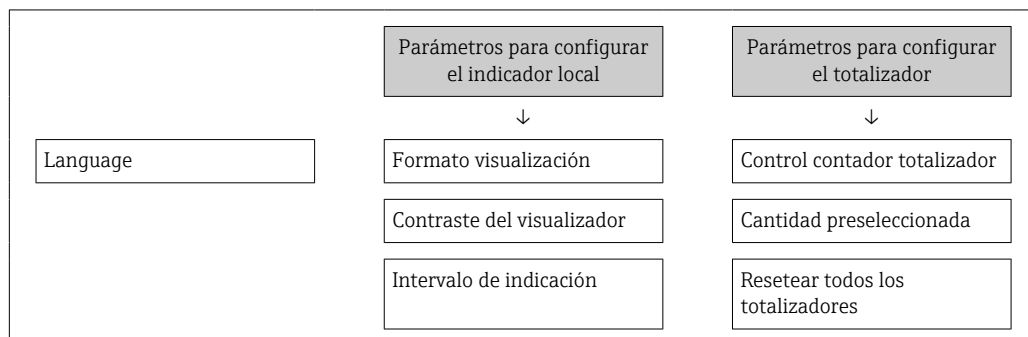 Parámetros para configurar
el indicador local
Parámetros para configurar
el totalizador
↓
↓
Language
Formato visualización
Control contador totalizador
Contraste del visualizador
Cantidad preseleccionada
Intervalo de indicación
Resetear todos los
totalizadores